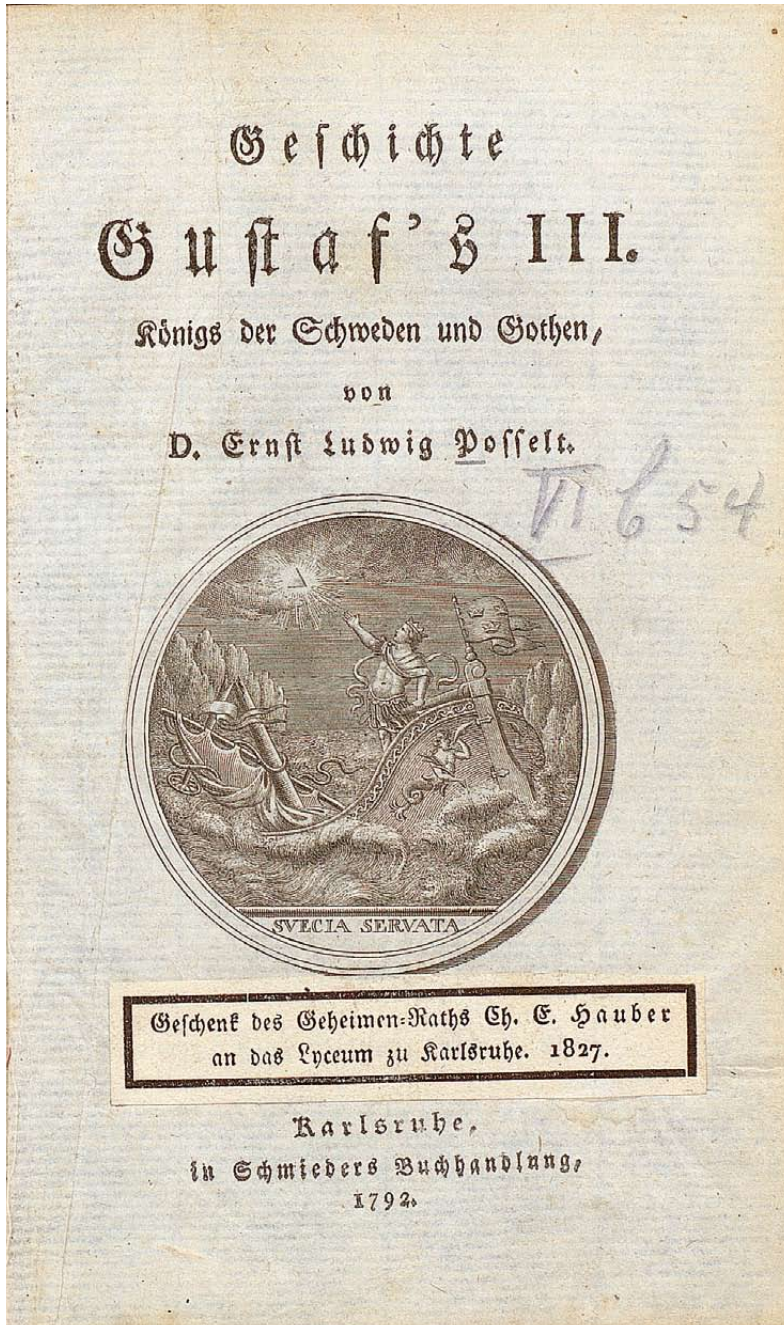 Geschichte
Gustaf's III.
Königs der Schweden und Gothen,
von
D. Ernst Ludwig Posselt.
VI b 54
SVECIA SERVATA
Geschenk des Geheimen-Raths Ch. E. Hauber
an das Lyceum zu Karlsruhe. 1827.
Karlsruhe,
in Schmieders Buchhandlung,
1792.